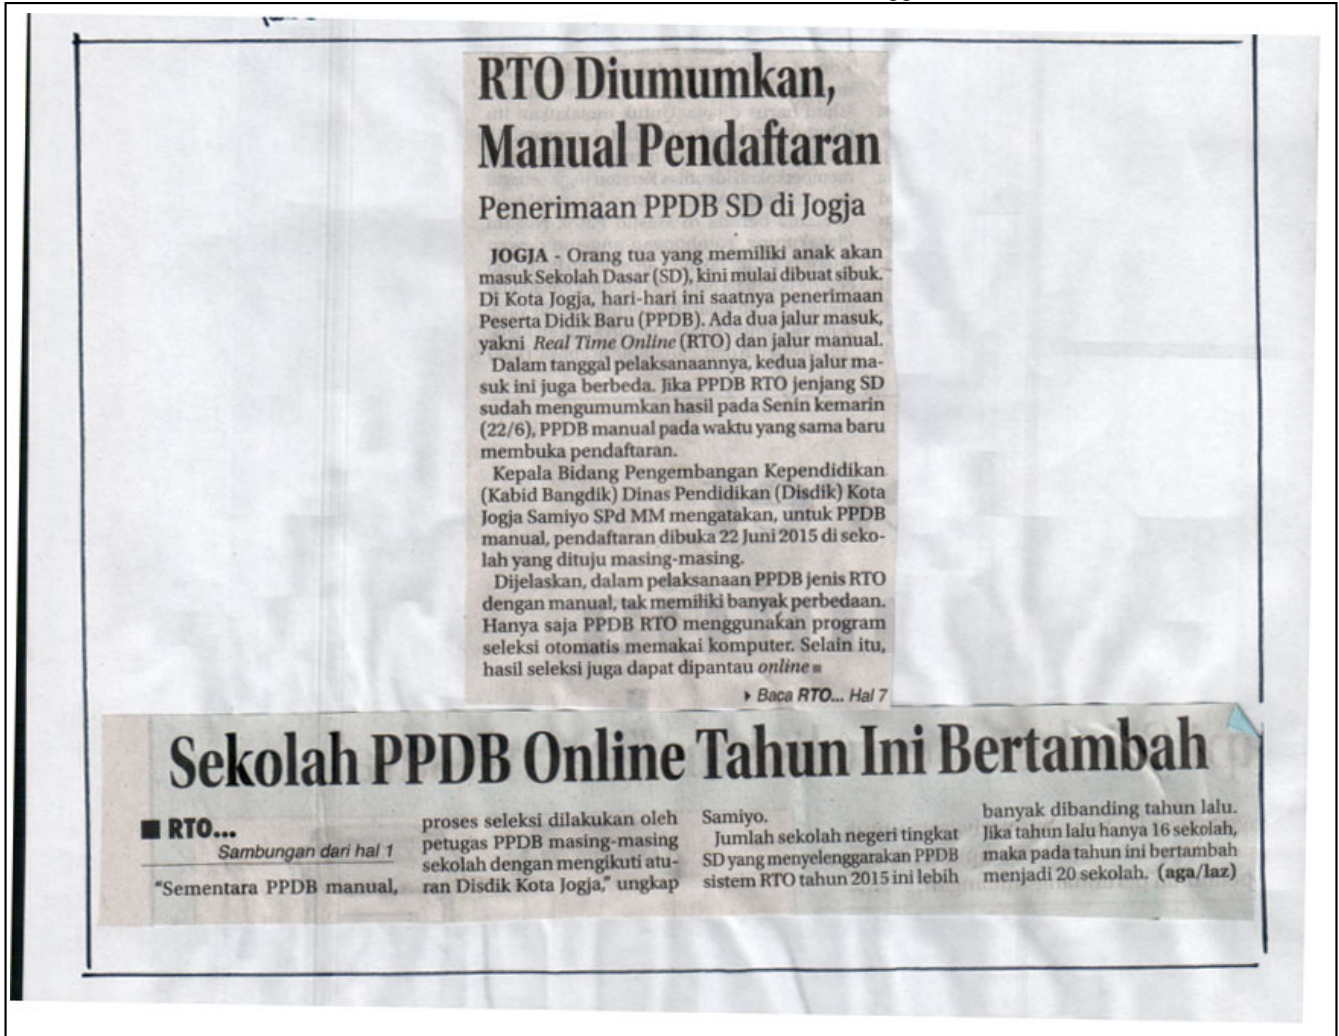 RTO Diumumkan,
Manual Pendaftaran
Penerimaan PPDB SD di Jogja
JOGJA - Orang tua yang memiliki anak akan
masuk Sekolah Dasar (SD), kini mulai dibuat sibuk.
Di Kota Jogja, hari-hari ini saatnya penerimaan
Peserta Didik Baru (PPDB). Ada dua jalur masuk,
yakni Real Time Online (RTO) dan jalur manual.
Dalam tanggal pelaksanaannya, kedua jalur ma-
suk ini juga berbeda. Jika PPDB RTO jenjang SD
sudah mengumumkan hasil pada Senin kemarin
(22/6), PPDB manual pada waktu yang sama baru
membuka pendaftaran.
Kepala Bidang Pengembangan Kependidikan
(Kabid Bangdik) Dinas Pendidikan (Disdik) Kota
Jogja Samiyo SPd MM mengatakan, untuk PPDB
manual, pendaftaran dibuka 22 Juni 2015 di seko-
lah yang dituju masing-masing.
Dijelaskan, dalam pelaksanaan PPDB jenis RTO
dengan manual, tak memiliki banyak perbedaan.
Hanya saja PPDB RTO menggunakan program
seleksi otomatis memakai komputer. Selain itu,
hasil seleksi juga dapat dipantau online ■
▸ Baca RTO... Hal 7
Sekolah PPDB Online Tahun Ini Bertambah
■ RTO...
Sambungan dari hal 1
"Sementara PPDB manual,
proses seleksi dilakukan oleh
petugas PPDB masing-masing
sekolah dengan mengikuti atu-
ran Disdik Kota Jogja," ungkap
Samiyo.
Jumlah sekolah negeri tingkat
SD yang menyelenggarakan PPDB
sistem RTO tahun 2015 ini lebih
banyak dibanding tahun lalu.
Jika tahun lalu hanya 16 sekolah,
maka pada tahun ini bertambah
menjadi 20 sekolah. (aga/laz)